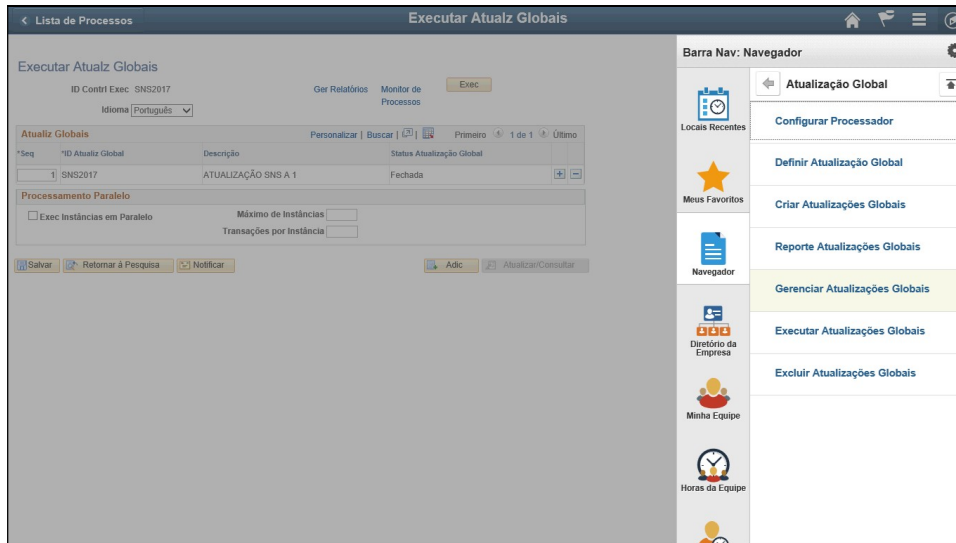 Lista de Processos
Executar Atualz Globais
Executar Atualz Globais
ID Contrl Exec SNS2017
Ger Relatórios Monitor de Processos Exec
Idioma Português
Atualiz Globais Personalizar | Buscar | | Primeiro 1 de 1 Último
*Seq *ID Atualiz Global Descrição Status Atualização Global
1 SNS2017 ATUALIZAÇÃO SNS A 1 Fechada
Processamento Paralelo
Exec Instâncias em Paralelo Máximo de Instâncias
Transações por Instância
Salvar Retornar à Pesquisa Notificar Adic Atualizar/Consultar
Barra Nav: Navegador
Locais Recentes
Meus Favoritos
Navegador
Diretório da
Empresa
Minha Equipe
Horas da Equipe
Atualização Global
Configurar Processador
Definir Atualização Global
Criar Atualizações Globais
Reporte Atualizações Globais
Gerenciar Atualizações Globais
Executar Atualizações Globais
Excluir Atualizações Globais